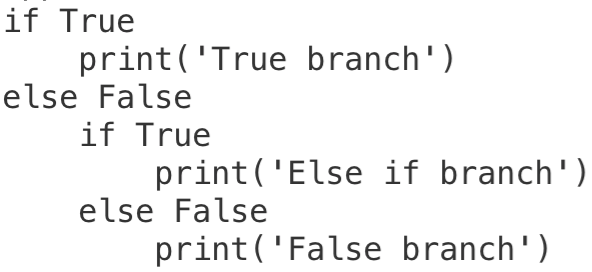 if True
    print('True branch')
else False
    if True
        print('Else if branch')
    else False
        print('False branch')